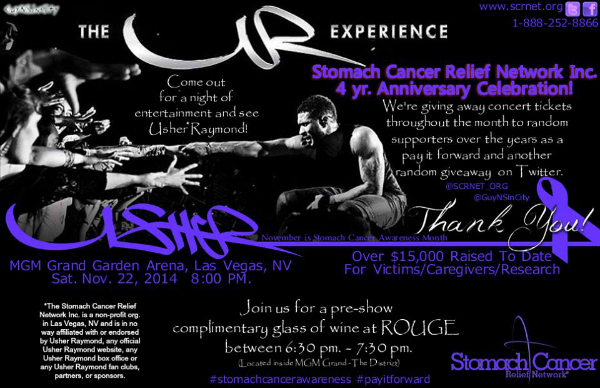 GuyNSinCity
www.scrnet.org
1-888-252-8866
THE UR EXPERIENCE
Stomach Cancer Relief Network Inc.
4 yr. Anniversary Celebration!
Come out
for a night of
entertainment and see
Usher Raymond!
We're giving away concert tickets
throughout the month to random
supporters over the years as a
pay it forward and another
random giveaway on Twitter.
@SCRNET_ORG
@GuyNSinCity
USHER
Thank You!
November is Stomach Cancer Awareness Month
MGM Grand Garden Arena, Las Vegas, NV
Sat. Nov. 22, 2014 8:00 PM.
Over $15,000 Raised To Date
For Victims/Caregivers/Research
*The Stomach Cancer Relief
Network Inc. is a non-profit org.
in Las Vegas, NV and is in no
way affiliated with or endorsed
by Usher Raymond, any official
Usher Raymond website, any
Usher Raymond box office or
any Usher Raymond fan clubs,
partners, or sponsors.
Join us for a pre-show
complimentary glass of wine at ROUGE
between 6:30 pm. - 7:30 pm.
(Located inside MGM Grand - The District)
Stomach Cancer
Relief Network*
#stomachcancerawareness #payitforward